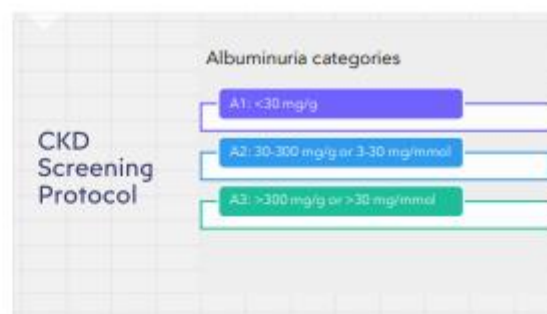 Albuminuria categories
A1: <30 mg/g
A2: 30-300 mg/g or 3-30 mg/mmol
A3: >300 mg/g or >30 mg/mmol
CKD
Screening
Protocol